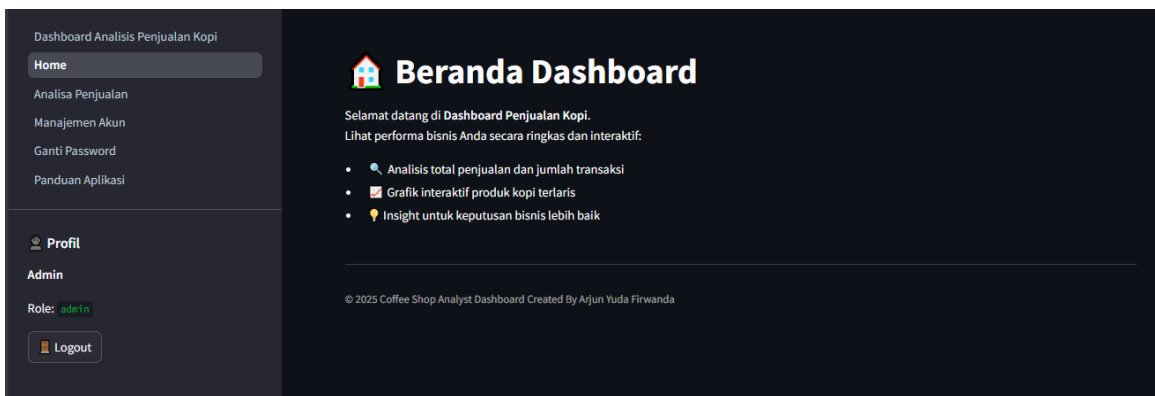 Dashboard Analisis Penjualan Kopi
Home
Analisa Penjualan
Manajemen Akun
Ganti Password
Panduan Aplikasi
Profil
Admin
Role: admin
Logout
Beranda Dashboard
Selamat datang di Dashboard Penjualan Kopi.
Lihat performa bisnis Anda secara ringkas dan interaktif:
• Analisis total penjualan dan jumlah transaksi
• Grafik interaktif produk kopi terlaris
• Insight untuk keputusan bisnis lebih baik
© 2025 Coffee Shop Analyst Dashboard Created By Arjun Yuda Firwanda